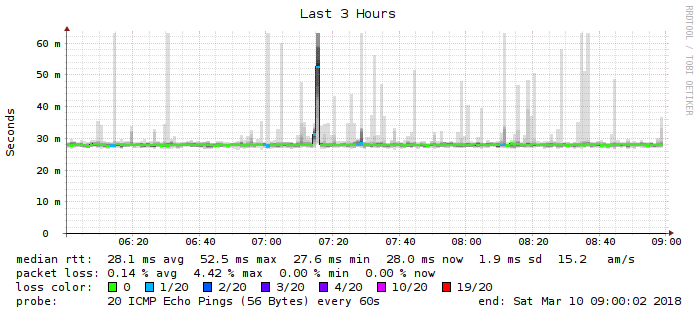 Last 3 Hours
RRDTOOL / TOBI OETIKER
Seconds
60 m
50 m
40 m
30 m
20 m
10 m
0
06:20 06:40 07:00 07:20 07:40 08:00 08:20 08:40 09:00
median rtt: 28.1 ms avg 52.5 ms max 27.6 ms min 28.0 ms now 1.9 ms sd 15.2 am/s
packet loss: 0.14 % avg 4.42 % max 0.00 % min 0.00 % now
loss color: 0 1/20 2/20 3/20 4/20 10/20 19/20
probe: 20 ICMP Echo Pings (56 Bytes) every 60s end: Sat Mar 10 09:00:02 2018